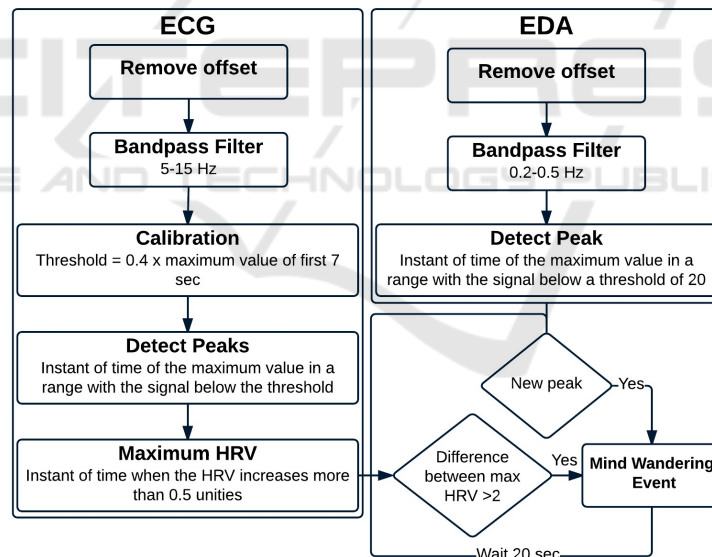 ECG
Remove offset
Bandpass Filter
5-15 Hz
Calibration
Threshold = 0.4 x maximum value of first 7
sec
Detect Peaks
Instant of time of the maximum value in a
range with the signal below the threshold
Maximum HRV
Instant of time when the HRV increases more
than 0.5 unities
EDA
Remove offset
Bandpass Filter
0.2-0.5 Hz
Detect Peak
Instant of time of the maximum value in a
range with the signal below a threshold of 20
New peak
Yes
Difference
between max
HRV >2
Yes
Mind Wandering
Event
Wait 20 sec